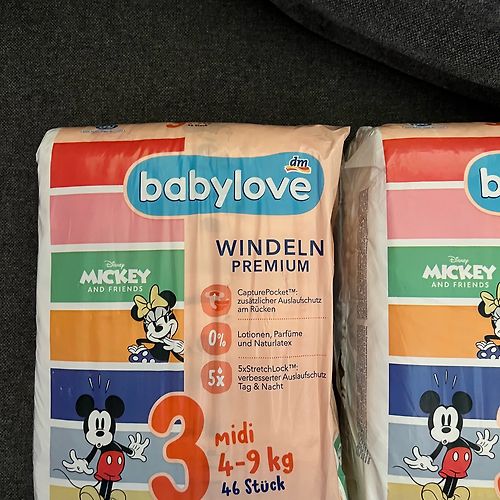 dm
babylove
WINDELN
PREMIUM
Disney
MICKEY
AND FRIENDS
CapturePocket™:
zusätzlicher Auslaufschutz
am Rücken
0%
Lotionen, Parfüme
und Naturlatex
5x
5xStretchLock™:
verbesserter Auslaufschutz
Tag & Nacht
3
midi
4-9 kg
46 Stück
b
Disney
MICKEY
AND FRIENDS